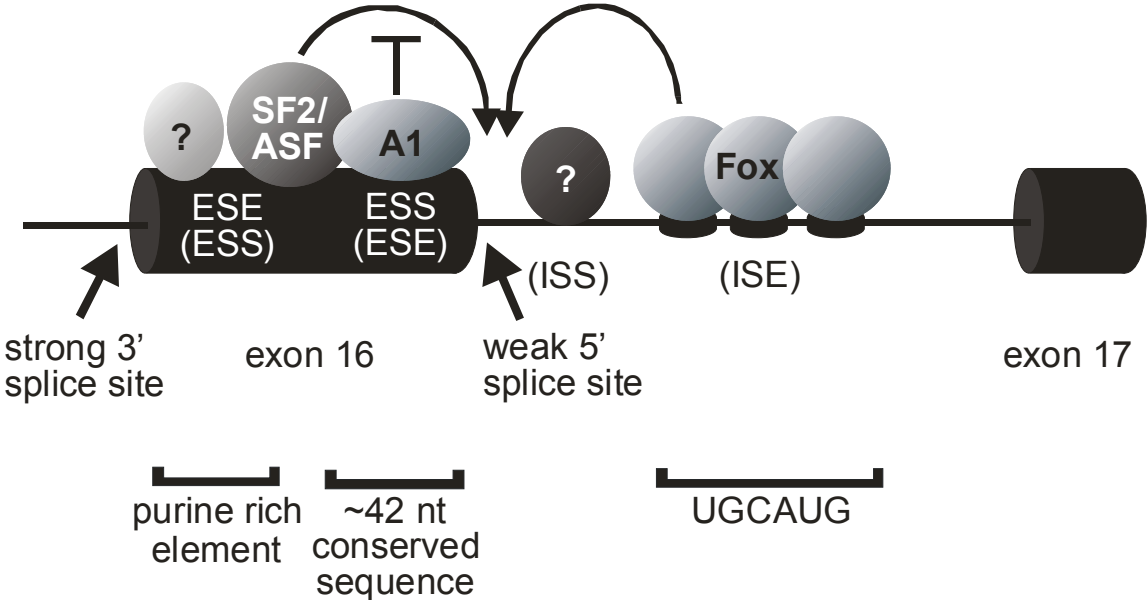 ?
SF2/
ASF
A1
?
Fox
ESE
(ESS)
ESS
(ESE)
(ISS)
(ISE)
strong 3’
splice site
exon 16
weak 5’
splice site
exon 17
purine rich
element
~42 nt
conserved
sequence
UGCAUG